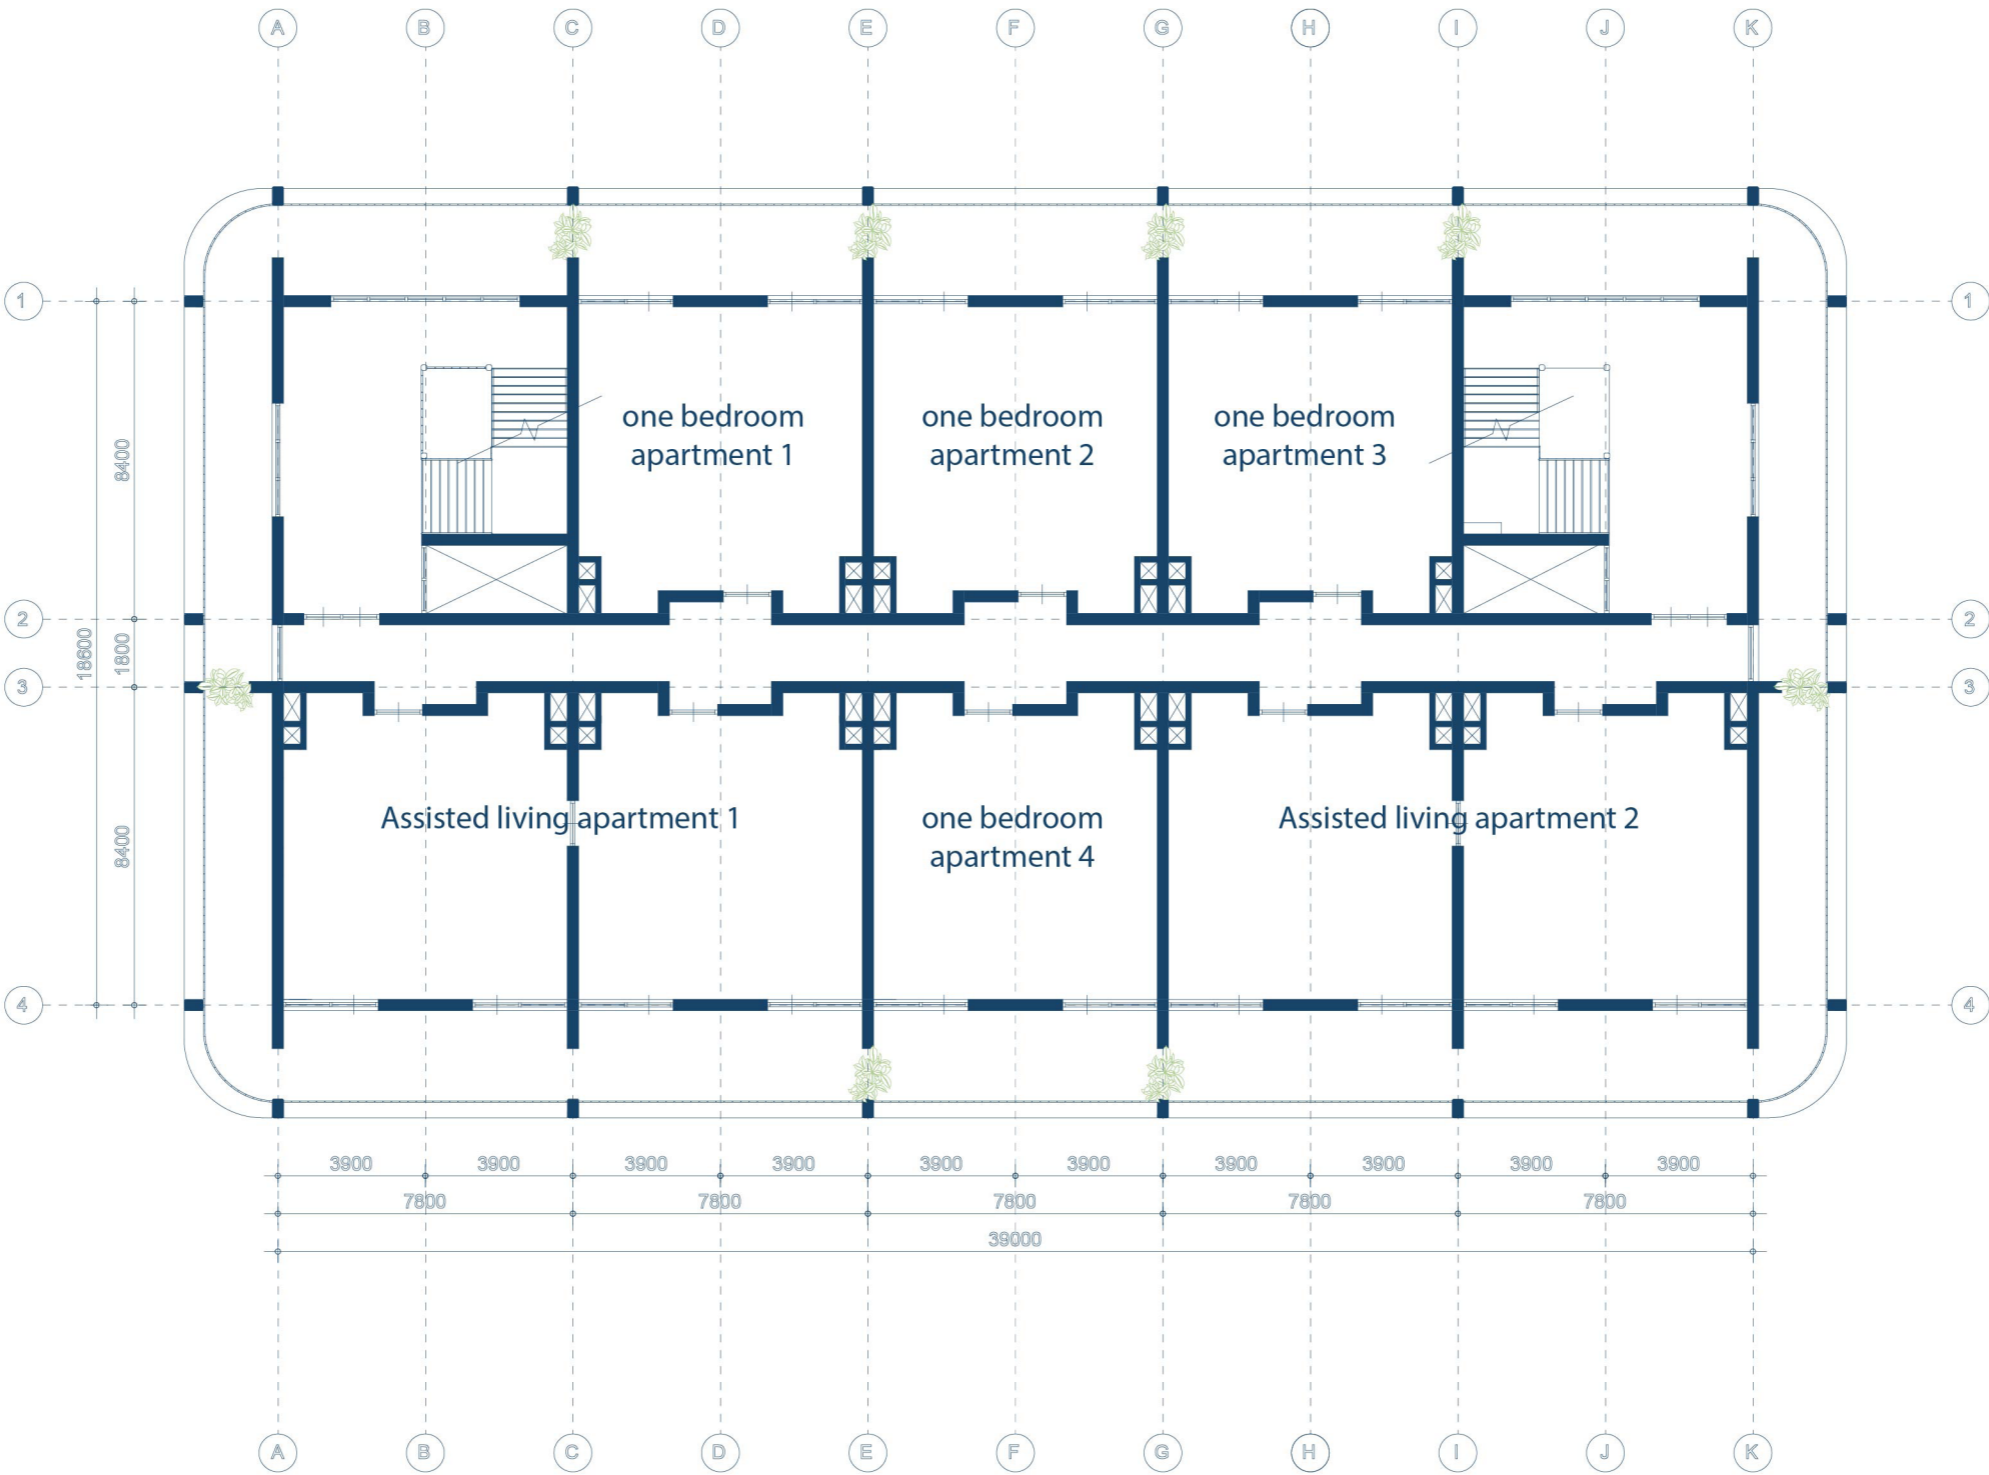 A B C D E F G H I J K
1 1
8400
one bedroom
apartment 1
one bedroom
apartment 2
one bedroom
apartment 3
2 2
18600
1800
3 3
8400
Assisted living apartment 1
one bedroom
apartment 4
Assisted living apartment 2
4 4
3900 3900 3900 3900 3900 3900 3900 3900 3900 3900
7800 7800 7800 7800 7800
39000
A B C D E F G H I J K